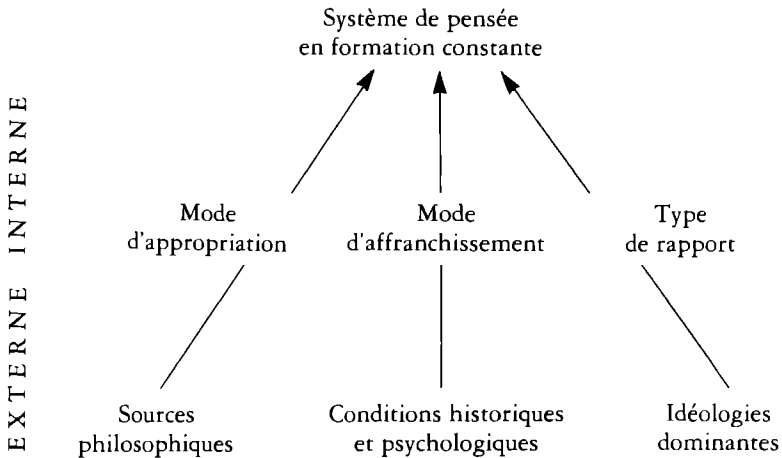 Système de pensée
en formation constante
EXTERNE INTERNE
Mode
d'appropriation
Mode
d'affranchissement
Type
de rapport
Sources
philosophiques
Conditions historiques
et psychologiques
Idéologies
dominantes